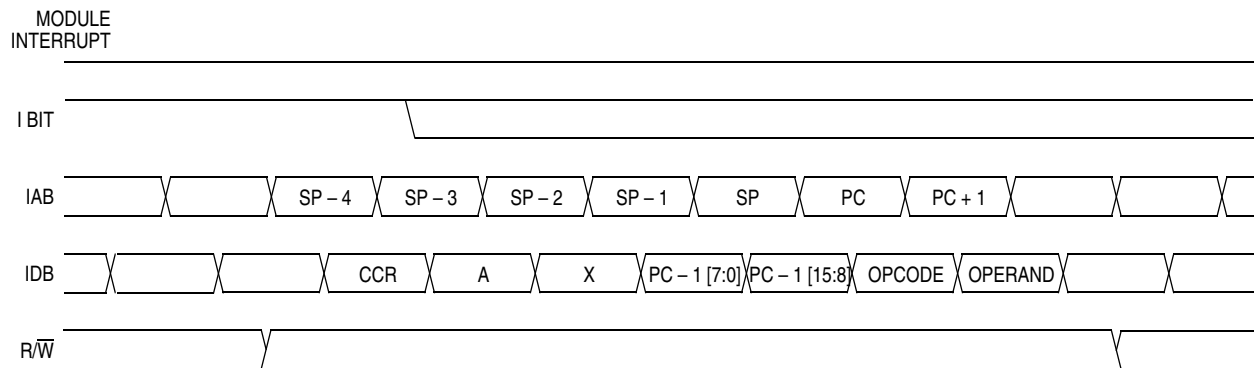 MODULE
INTERRUPT
I BIT
IAB SP – 4 SP – 3 SP – 2 SP – 1 SP PC PC + 1
IDB CCR A X PC – 1 [7:0] PC – 1 [15:8] OPCODE OPERAND
R/W̅